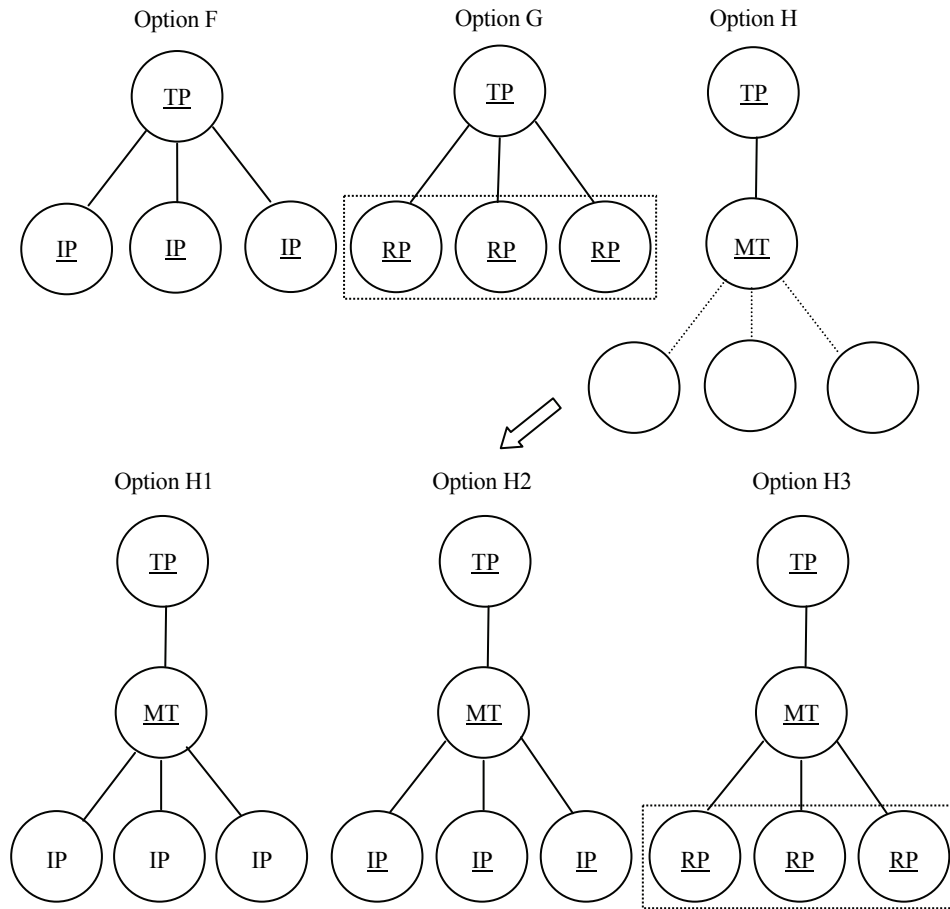 Option F Option G Option H
TP TP TP
IP IP IP RP RP RP MT
Option H1 Option H2 Option H3
TP TP TP
MT MT MT
IP IP IP IP IP IP RP RP RP